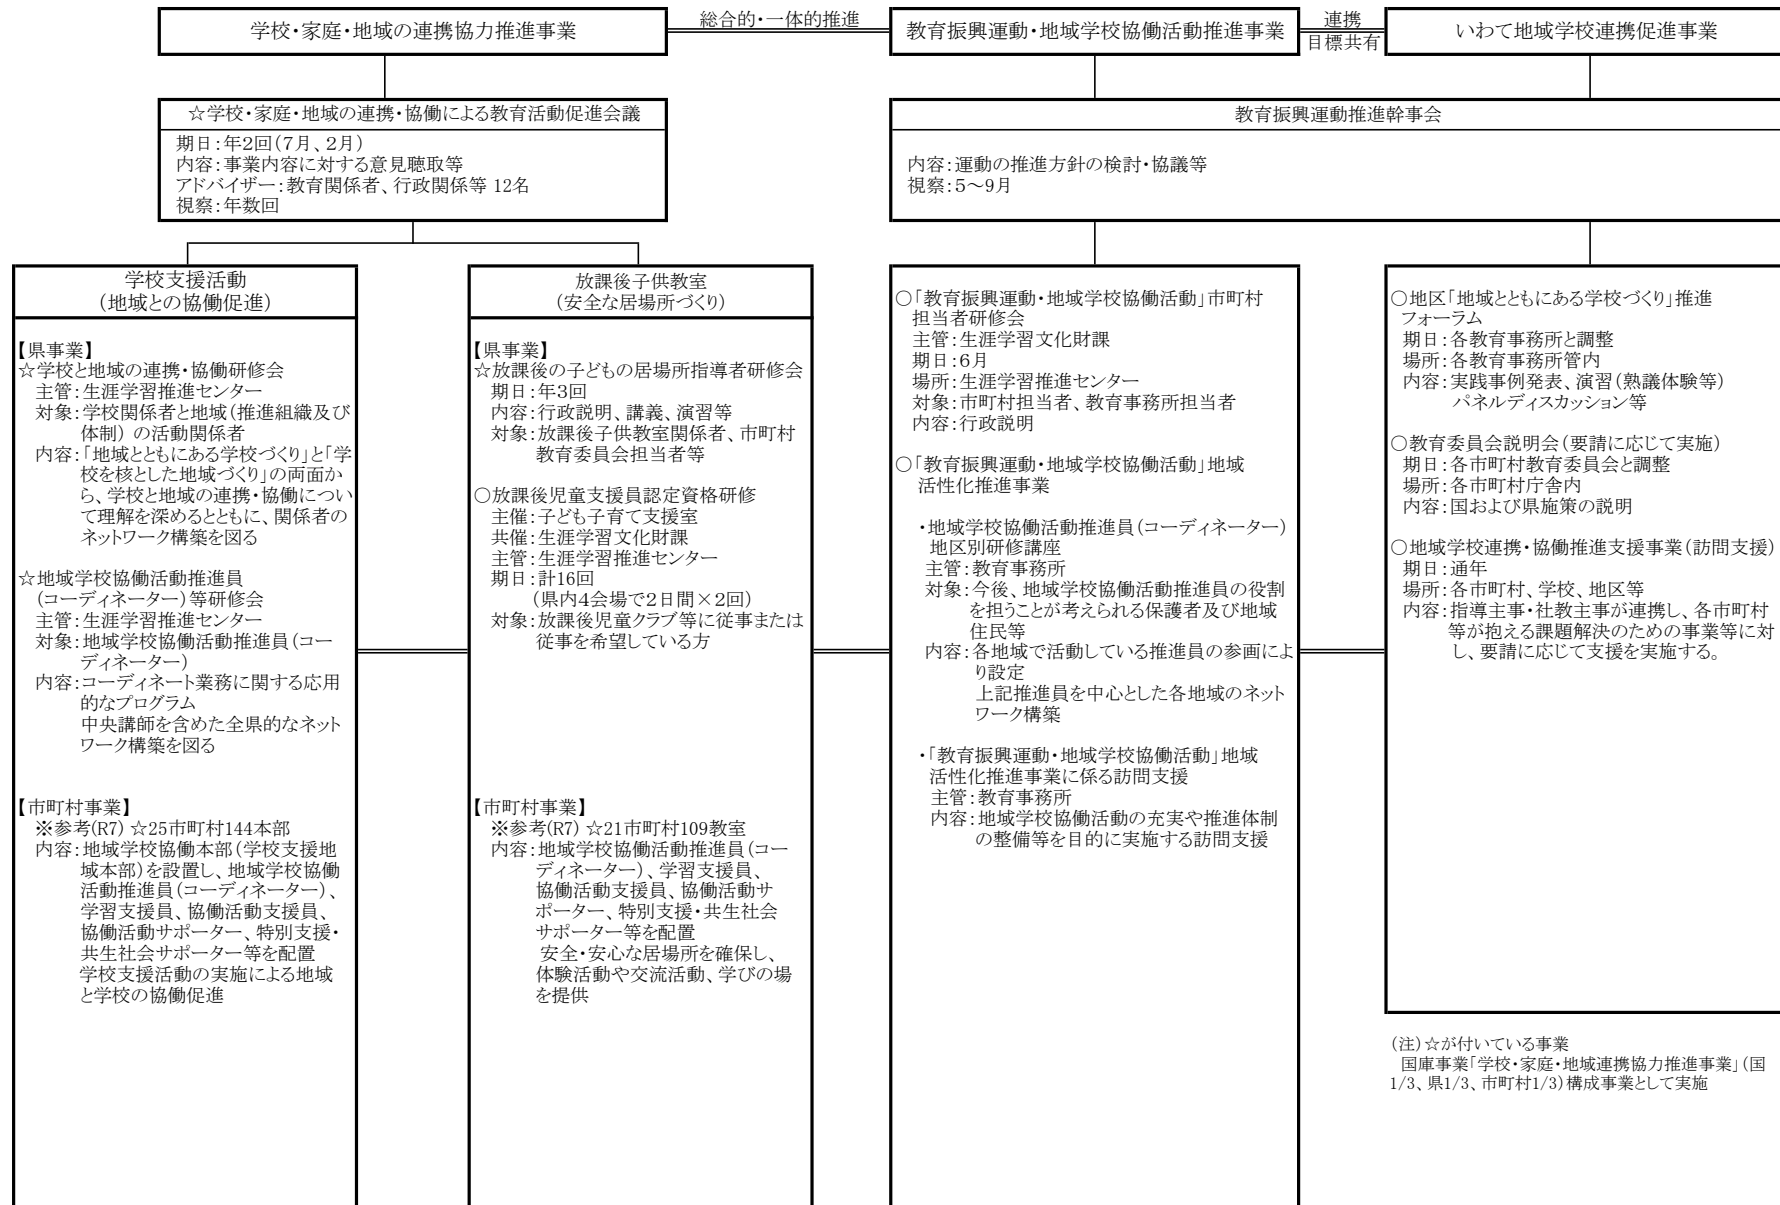 学校・家庭・地域の連携協力推進事業
総合的・一体的推進
教育振興運動・地域学校協働活動推進事業
連携
目標共有
いわて地域学校連携促進事業
☆学校・家庭・地域の連携・協働による教育活動促進会議
期日：年2回（7月、2月）
内容：事業内容に対する意見聴取等
アドバイザー：教育関係者、行政関係等 12名
視察：年数回
教育振興運動推進幹事会
内容：運動の推進方針の検討・協議等
視察：5～9月
学校支援活動
（地域との協働促進）
【県事業】
☆学校と地域の連携・協働研修会
主管：生涯学習推進センター
対象：学校関係者と地域（推進組織及び
体制） の活動関係者
内容：「地域とともにある学校づくり」と「学
校を核とした地域づくり」の両面か
ら、学校と地域の連携・協働につい
て理解を深めるとともに、関係者の
ネットワーク構築を図る
☆地域学校協働活動推進員
（コーディネーター）等研修会
主管：生涯学習推進センター
対象：地域学校協働活動推進員（コー
ディネーター）
内容：コーディネート業務に関する応用
的なプログラム
中央講師を含めた全県的なネット
ワーク構築を図る
【市町村事業】
※参考(R7) ☆25市町村144本部
内容：地域学校協働本部（学校支援地
域本部）を設置し、地域学校協働
活動推進員（コーディネーター）、
学習支援員、協働活動支援員、
協働活動サポーター、特別支援・
共生社会サポーター等を配置
学校支援活動の実施による地域
と学校の協働促進
放課後子供教室
（安全な居場所づくり）
【県事業】
☆放課後の子どもの居場所指導者研修会
期日：年3回
内容：行政説明、講義、演習等
対象：放課後子供教室関係者、市町村
教育委員会担当者等
○放課後児童支援員認定資格研修
主催：子ども子育て支援室
共催：生涯学習文化財課
主管：生涯学習推進センター
期日：計16回
（県内4会場で2日間×2回）
対象：放課後児童クラブ等に従事または
従事を希望している方
【市町村事業】
※参考(R7) ☆21市町村109教室
内容：地域学校協働活動推進員（コー
ディネーター）、学習支援員、
協働活動支援員、協働活動サ
ポーター、特別支援・共生社会
サポーター等を配置
安全・安心な居場所を確保し、
体験活動や交流活動、学びの場
を提供
○「教育振興運動・地域学校協働活動」市町村
担当者研修会
主管：生涯学習文化財課
期日：6月
場所：生涯学習推進センター
対象：市町村担当者、教育事務所担当者
内容：行政説明
○「教育振興運動・地域学校協働活動」地域
活性化推進事業
・地域学校協働活動推進員（コーディネーター）
地区別研修講座
主管：教育事務所
対象：今後、地域学校協働活動推進員の役割
を担うことが考えられる保護者及び地域
住民等
内容：各地域で活動している推進員の参画によ
り設定
上記推進員を中心とした各地域のネット
ワーク構築
・「教育振興運動・地域学校協働活動」地域
活性化推進事業に係る訪問支援
主管：教育事務所
内容：地域学校協働活動の充実や推進体制
の整備等を目的に実施する訪問支援
○地区「地域とともにある学校づくり」推進
フォーラム
期日：各教育事務所と調整
場所：各教育事務所管内
内容：実践事例発表、演習（熟議体験等）
パネルディスカッション等
○教育委員会説明会（要請に応じて実施）
期日：各市町村教育委員会と調整
場所：各市町村庁舎内
内容：国および県施策の説明
○地域学校連携・協働推進支援事業（訪問支援）
期日：通年
場所：各市町村、学校、地区等
内容：指導主事・社教主事が連携し、各市町村
等が抱える課題解決のための事業等に対
し、要請に応じて支援を実施する。
（注）☆が付いている事業
国庫事業「学校・家庭・地域連携協力推進事業」（国
1/3、県1/3、市町村1/3）構成事業として実施